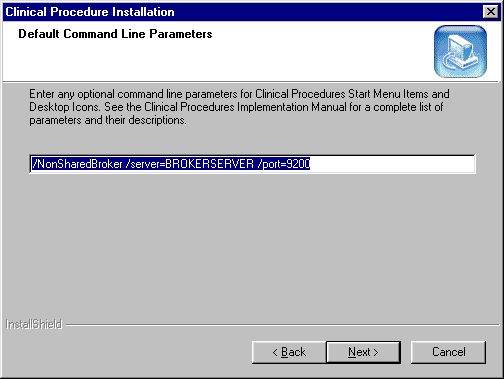 Clinical Procedure Installation
Default Command Line Parameters
Enter any optional command line parameters for Clinical Procedures Start Menu Items and
Desktop Icons. See the Clinical Procedures Implementation Manual for a complete list of
parameters and their descriptions.
/NonSharedBroker /server=BROKERSERVER /port=9200
InstallShield
< Back Next > Cancel